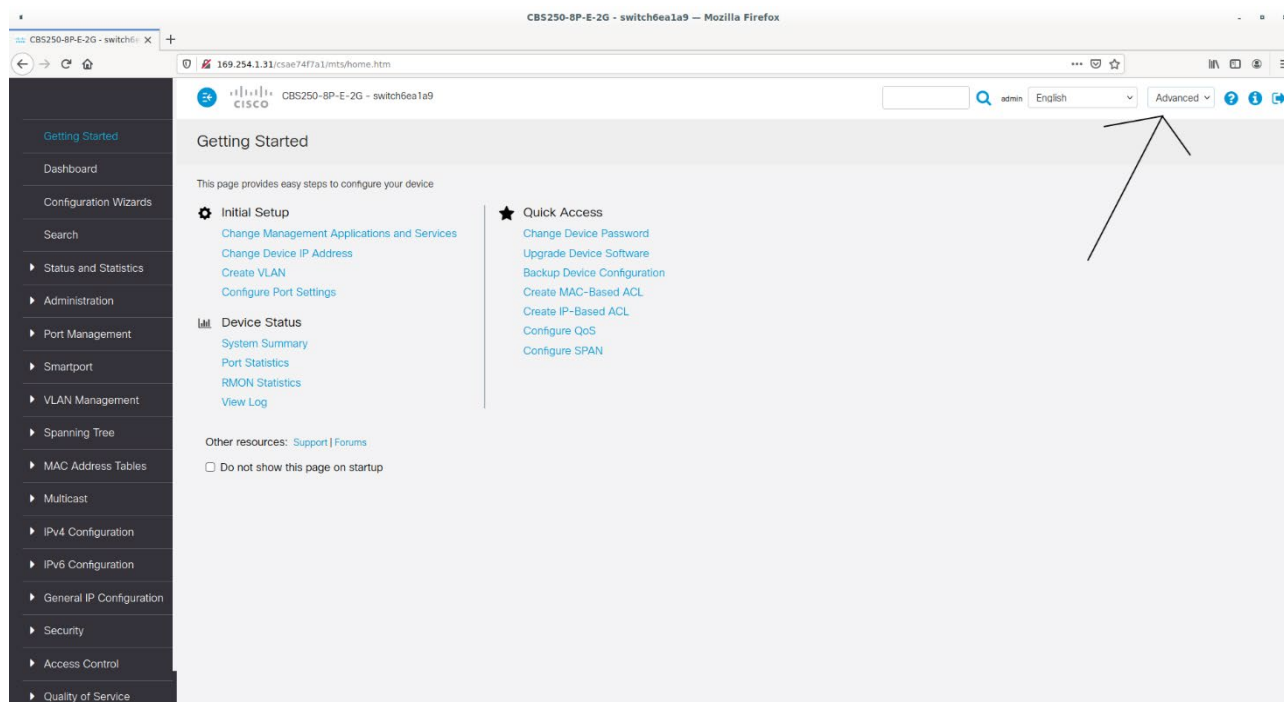 CBS250-8P-E-2G - switch6ea1a9 — Mozilla Firefox
CBS250-8P-E-2G - switch6e
169.254.1.31/csae74f7a1/mts/home.htm
CISCO CBS250-8P-E-2G - switch6ea1a9 admin English Advanced
Getting Started
Dashboard
Configuration Wizards
Search
Status and Statistics
Administration
Port Management
Smartport
VLAN Management
Spanning Tree
MAC Address Tables
Multicast
IPv4 Configuration
IPv6 Configuration
General IP Configuration
Security
Access Control
Quality of Service
Getting Started
This page provides easy steps to configure your device
Initial Setup
Change Management Applications and Services
Change Device IP Address
Create VLAN
Configure Port Settings
Device Status
System Summary
Port Statistics
RMON Statistics
View Log
Quick Access
Change Device Password
Upgrade Device Software
Backup Device Configuration
Create MAC-Based ACL
Create IP-Based ACL
Configure QoS
Configure SPAN
Other resources: Support | Forums
Do not show this page on startup